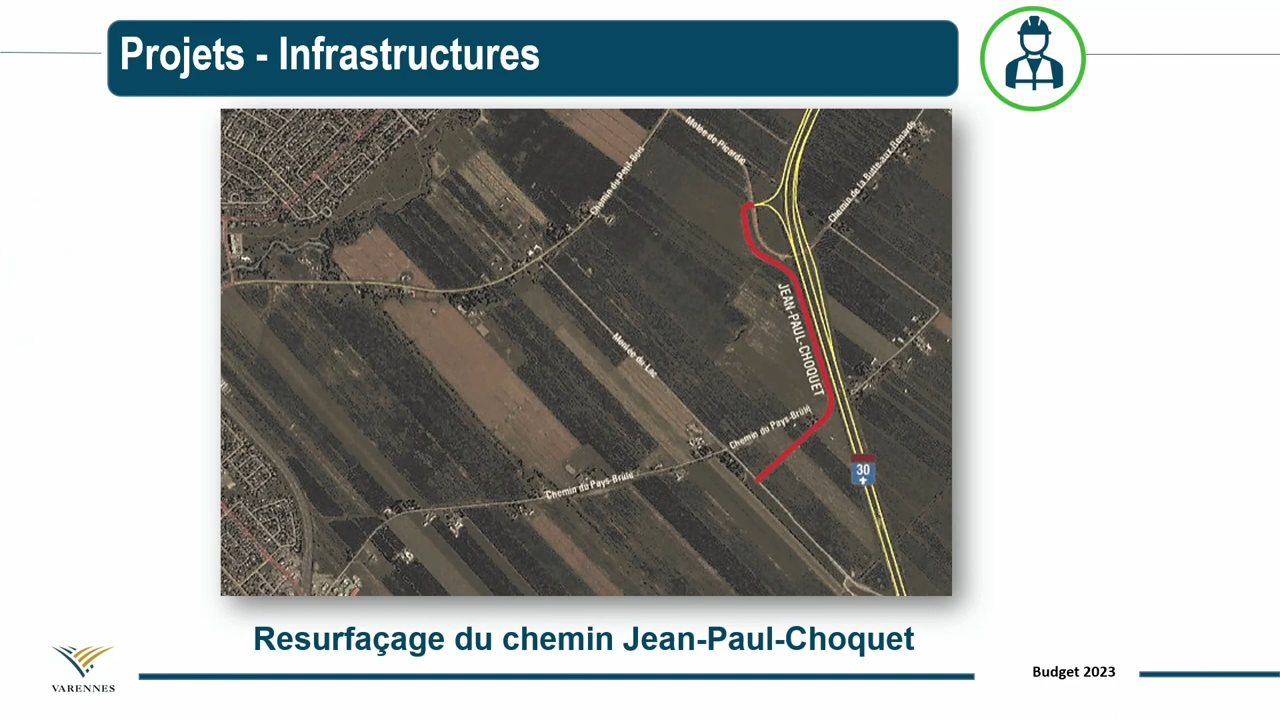 Projets - Infrastructures
Montée de Picardie
Chemin du Petit-Bois
Chemin de la Butte-aux-Renards
JEAN-PAUL-CHOQUET
Montée du Lac
Chemin du Pays-Brûlé
Chemin du Pays-Brûlé
30
Resurfaçage du chemin Jean-Paul-Choquet
VARENNES
Budget 2023